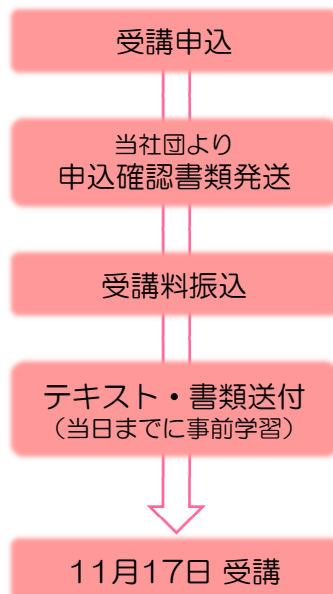 受講申込
当社団より
申込確認書類発送
受講料振込
テキスト・書類送付
（当日までに事前学習）
11月17日 受講